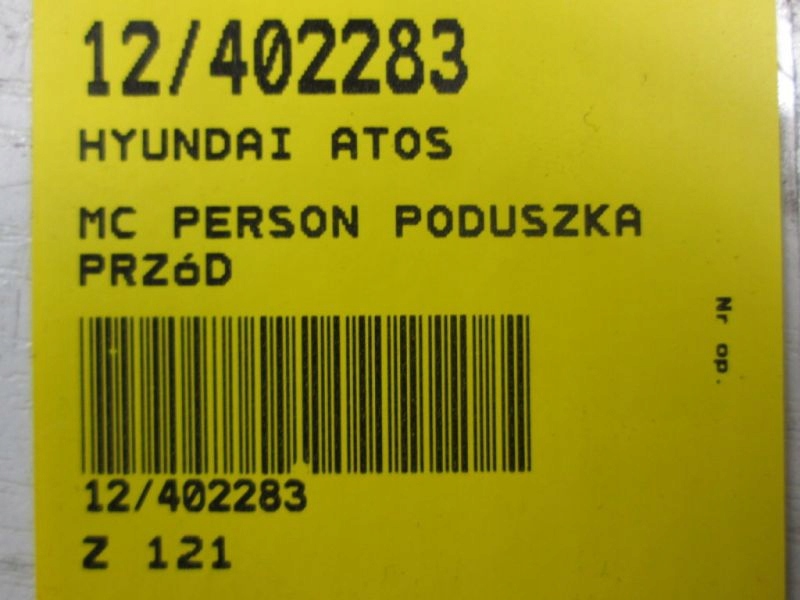 12/402283
HYUNDAI ATOS
MC PERSON PODUSZKA
PRZóD
12/402283
Z 121
Nr op.